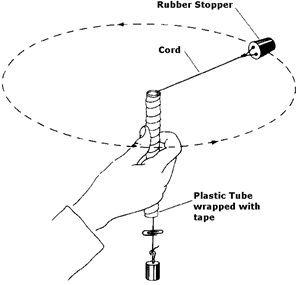 Rubber Stopper
Cord
Plastic Tube
wrapped with
tape